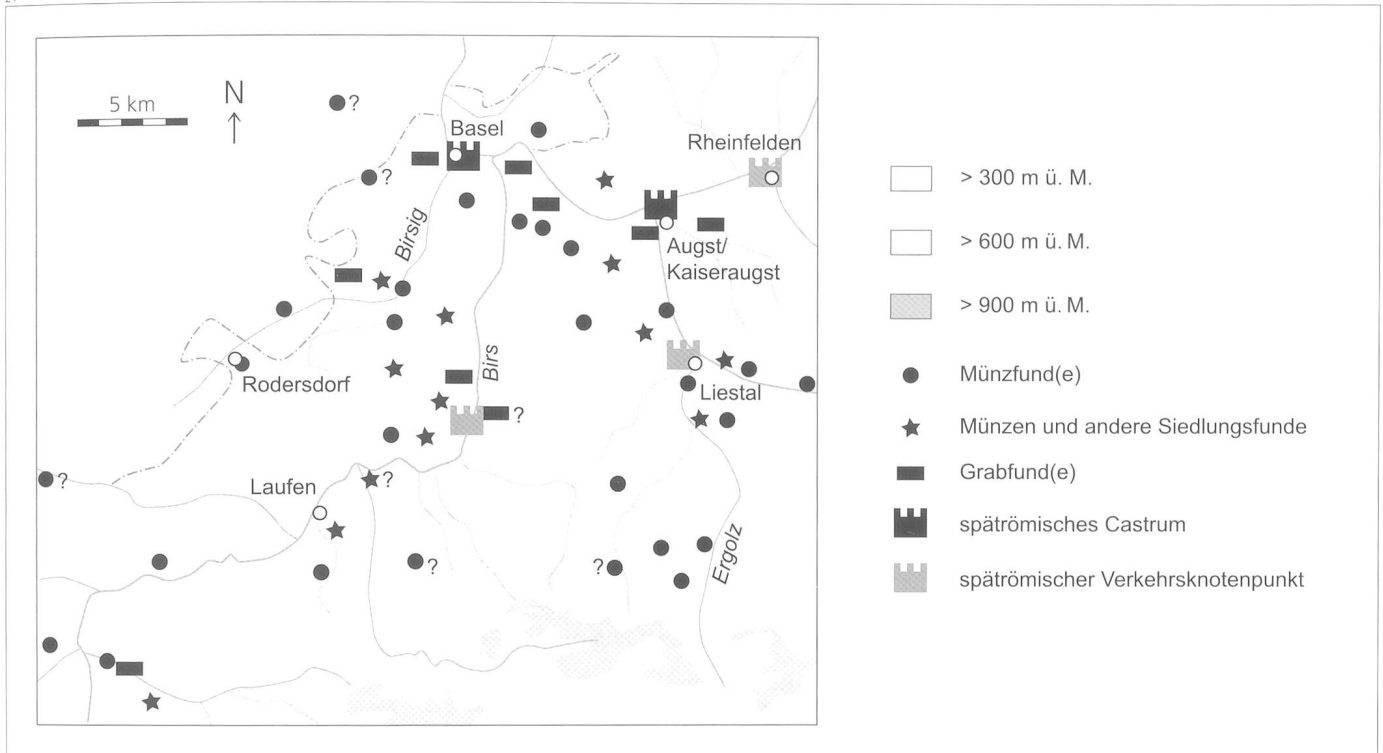 5 km
N
?
Basel
Rheinfelden
?
Birsig
Augst/
Kaiseraugst
Birs
Rodersdorf
Liestal
?
?
Laufen
?
Ergolz
?
?
> 300 m ü. M.
> 600 m ü. M.
> 900 m ü. M.
Münzfund(e)
Münzen und andere Siedlungsfunde
Grabfund(e)
spätrömisches Castrum
spätrömischer Verkehrsknotenpunkt